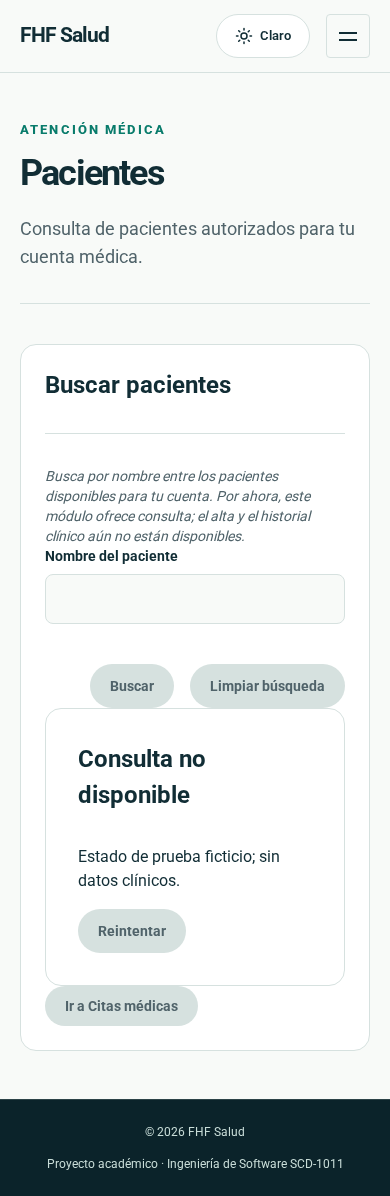 FHF Salud
Claro
ATENCIÓN MÉDICA
Pacientes
Consulta de pacientes autorizados para tu
cuenta médica.
Buscar pacientes
Busca por nombre entre los pacientes
disponibles para tu cuenta. Por ahora, este
módulo ofrece consulta; el alta y el historial
clínico aún no están disponibles.
Nombre del paciente
Buscar
Limpiar búsqueda
Consulta no
disponible
Estado de prueba ficticio; sin
datos clínicos.
Reintentar
Ir a Citas médicas
© 2026 FHF Salud
Proyecto académico · Ingeniería de Software SCD-1011